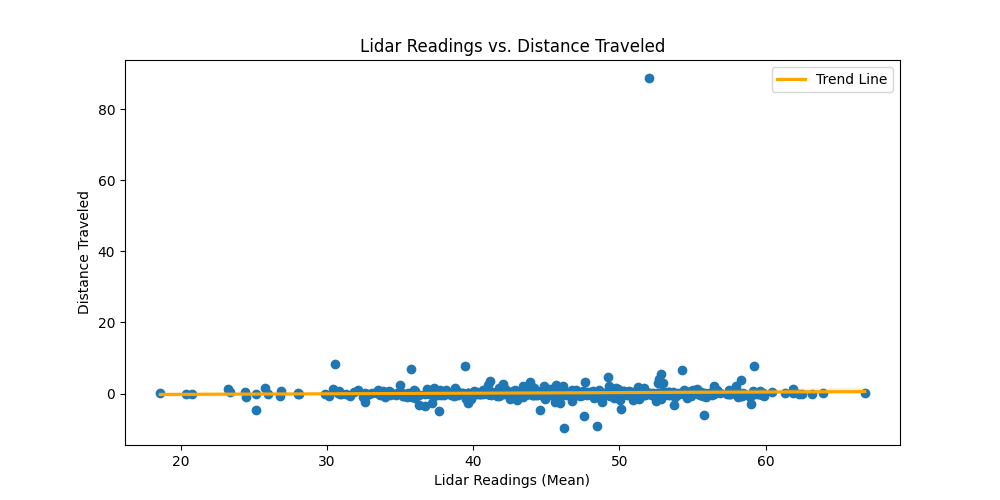 Lidar Readings vs. Distance Traveled
Trend Line
Distance Traveled
80
60
40
20
0
20 30 40 50 60
Lidar Readings (Mean)